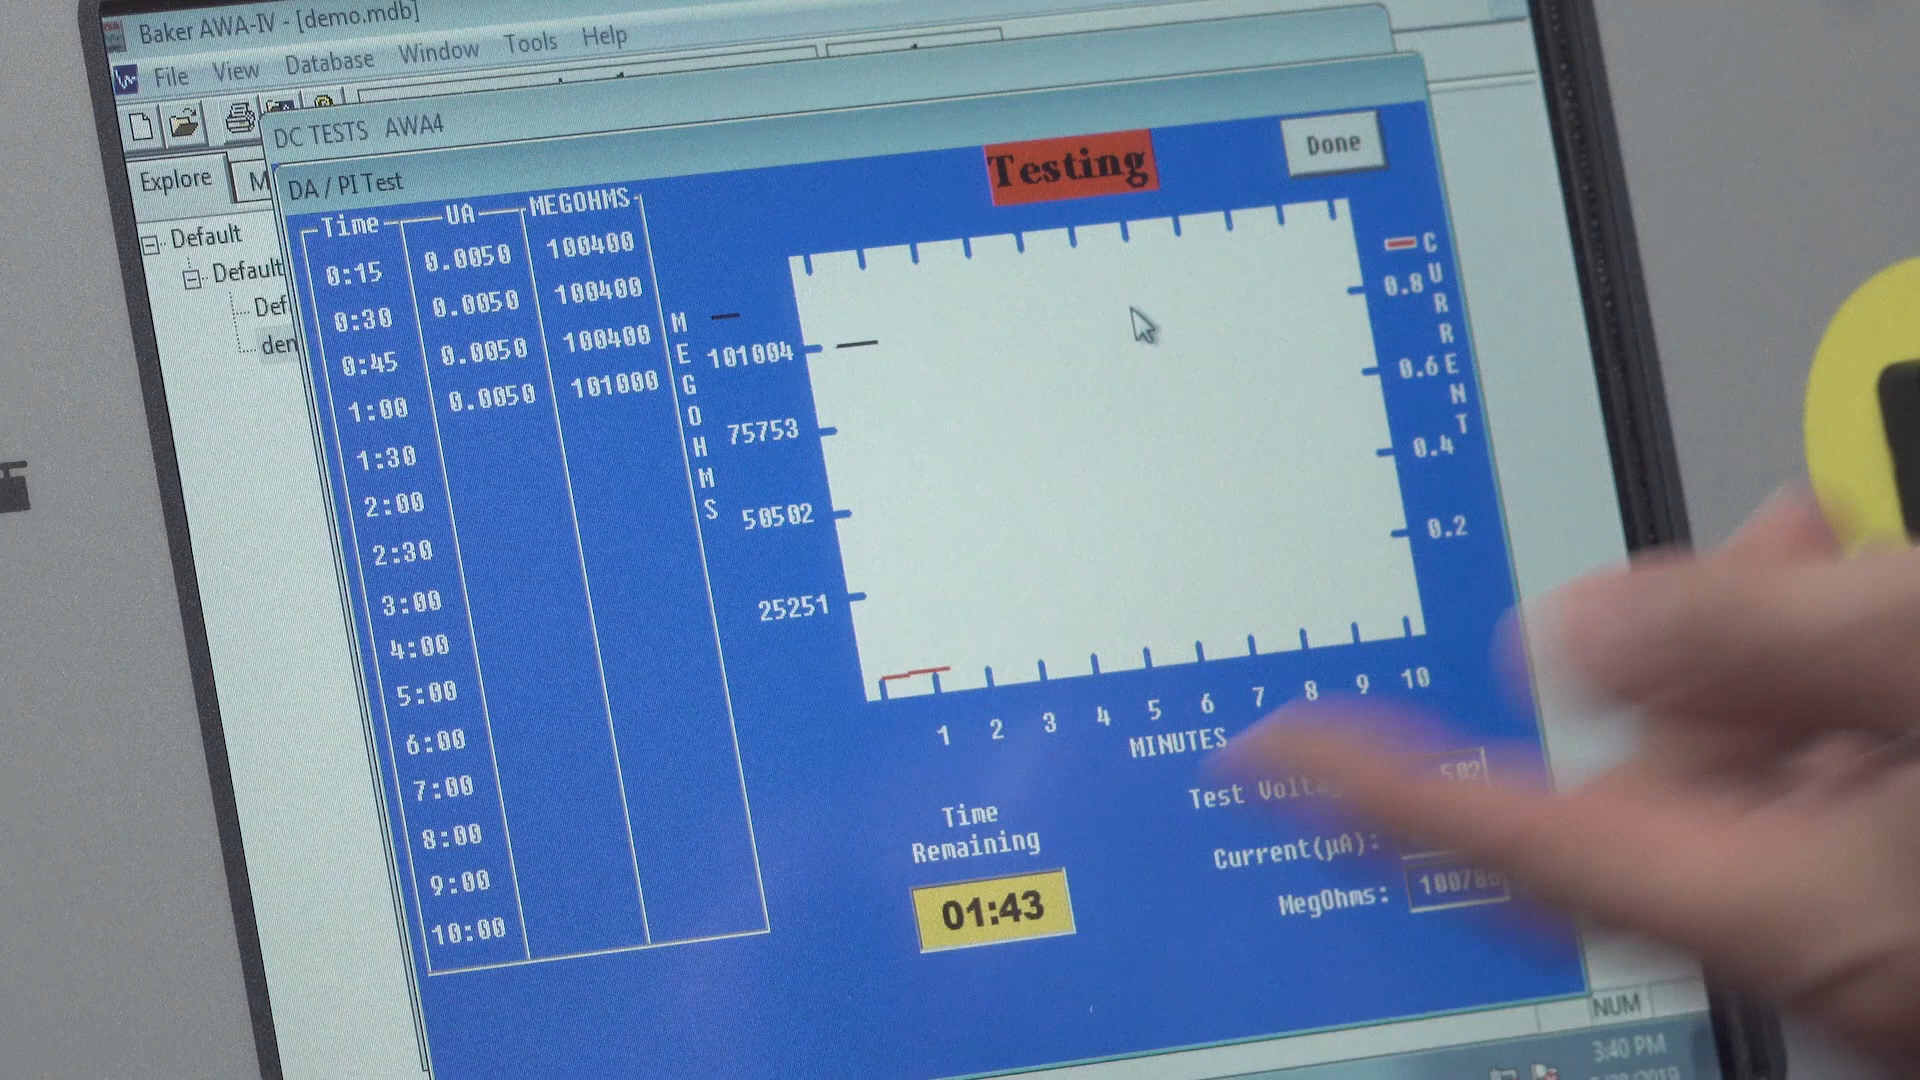 Baker AWA-IV - [demo.mdb]
File View Database Window Tools Help
DC TESTS AWA4
Explore M
DA / PI Test
Testing
Done
Default
Default
Def
den
Time UA MEGOHMS
0:15 0.0050 100400
0:30 0.0050 100400
0:45 0.0050 100400
1:00 0.0050 101000
1:30
2:00
2:30
3:00
4:00
5:00
6:00
7:00
8:00
9:00
10:00
MEGOHMS
101004
75753
50502
25251
CURRENT
0.8
0.6
0.4
0.2
1 2 3 4 5 6 7 8 9 10
MINUTES
Time
Remaining
01:43
Test 502
Current(µA):
MegOhms:
NUM
3:40 PM